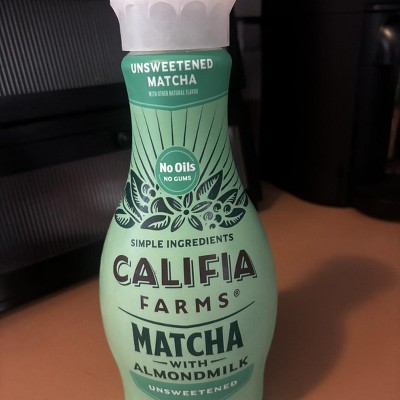 UNSWEETENED
MATCHA
WITH OTHER NATURAL FLAVOR
No Oils
NO GUMS
SIMPLE INGREDIENTS
CALIFIA
FARMS®
MATCHA
WITH
ALMONDMILK
UNSWEETENED